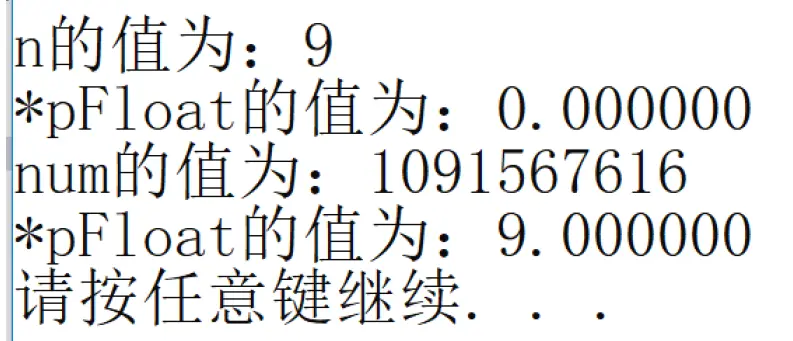 n的值为：9
*pFloat的值为：0.000000
num的值为：1091567616
*pFloat的值为：9.000000
请按任意键继续. . .